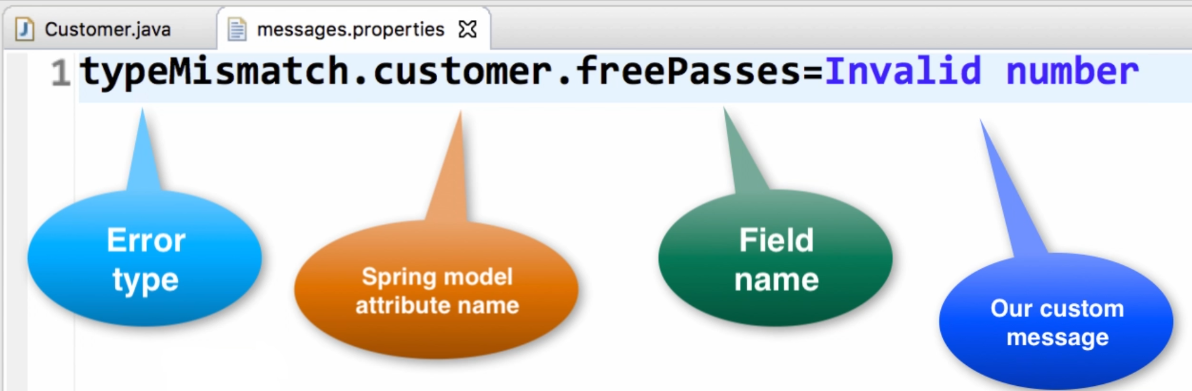 Customer.java messages.properties
1 typeMismatch.customer.freePasses=Invalid number
Error
type
Spring model
attribute name
Field
name
Our custom
message